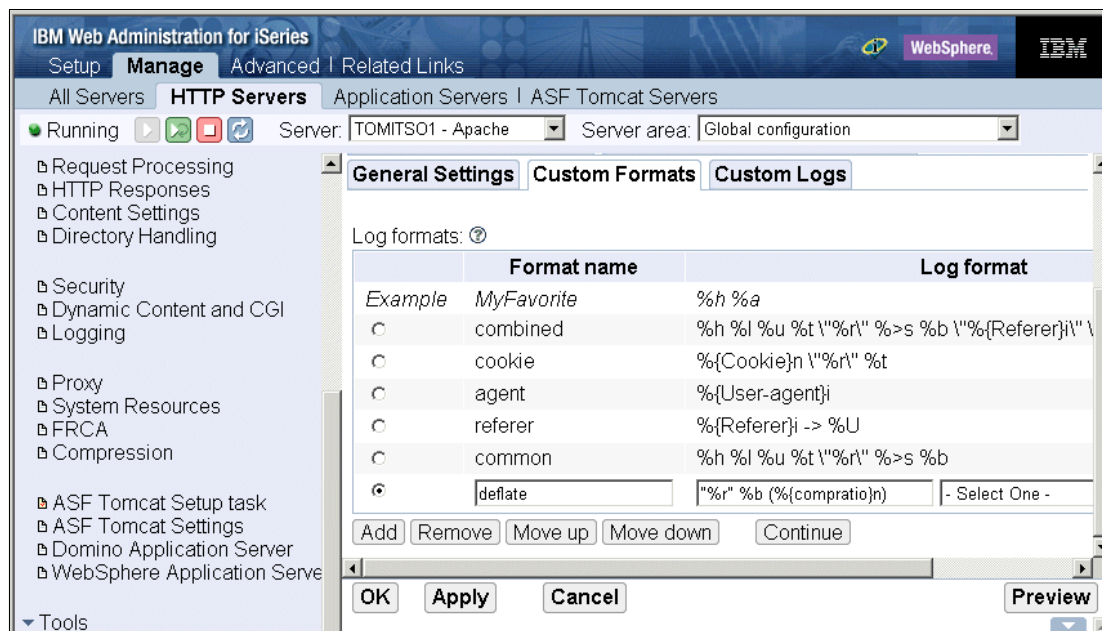 IBM Web Administration for iSeries
WebSphere.
IBM
Setup Manage Advanced | Related Links
All Servers HTTP Servers Application Servers | ASF Tomcat Servers
Running Server: TOMITSO1 - Apache Server area: Global configuration
Request Processing
HTTP Responses
Content Settings
Directory Handling
Security
Dynamic Content and CGI
Logging
Proxy
System Resources
FRCA
Compression
ASF Tomcat Setup task
ASF Tomcat Settings
Domino Application Server
WebSphere Application Serve
Tools
General Settings Custom Formats Custom Logs
Log formats: ?
Format name Log format
Example MyFavorite %h %a
combined %h %l %u %t \"%r\" %>s %b \"%{Referer}i\" \
cookie %{Cookie}n \"%r\" %t
agent %{User-agent}i
referer %{Referer}i -> %U
common %h %l %u %t \"%r\" %>s %b
deflate "%r" %b (%{compratio}n) - Select One -
Add Remove Move up Move down Continue
OK Apply Cancel Preview